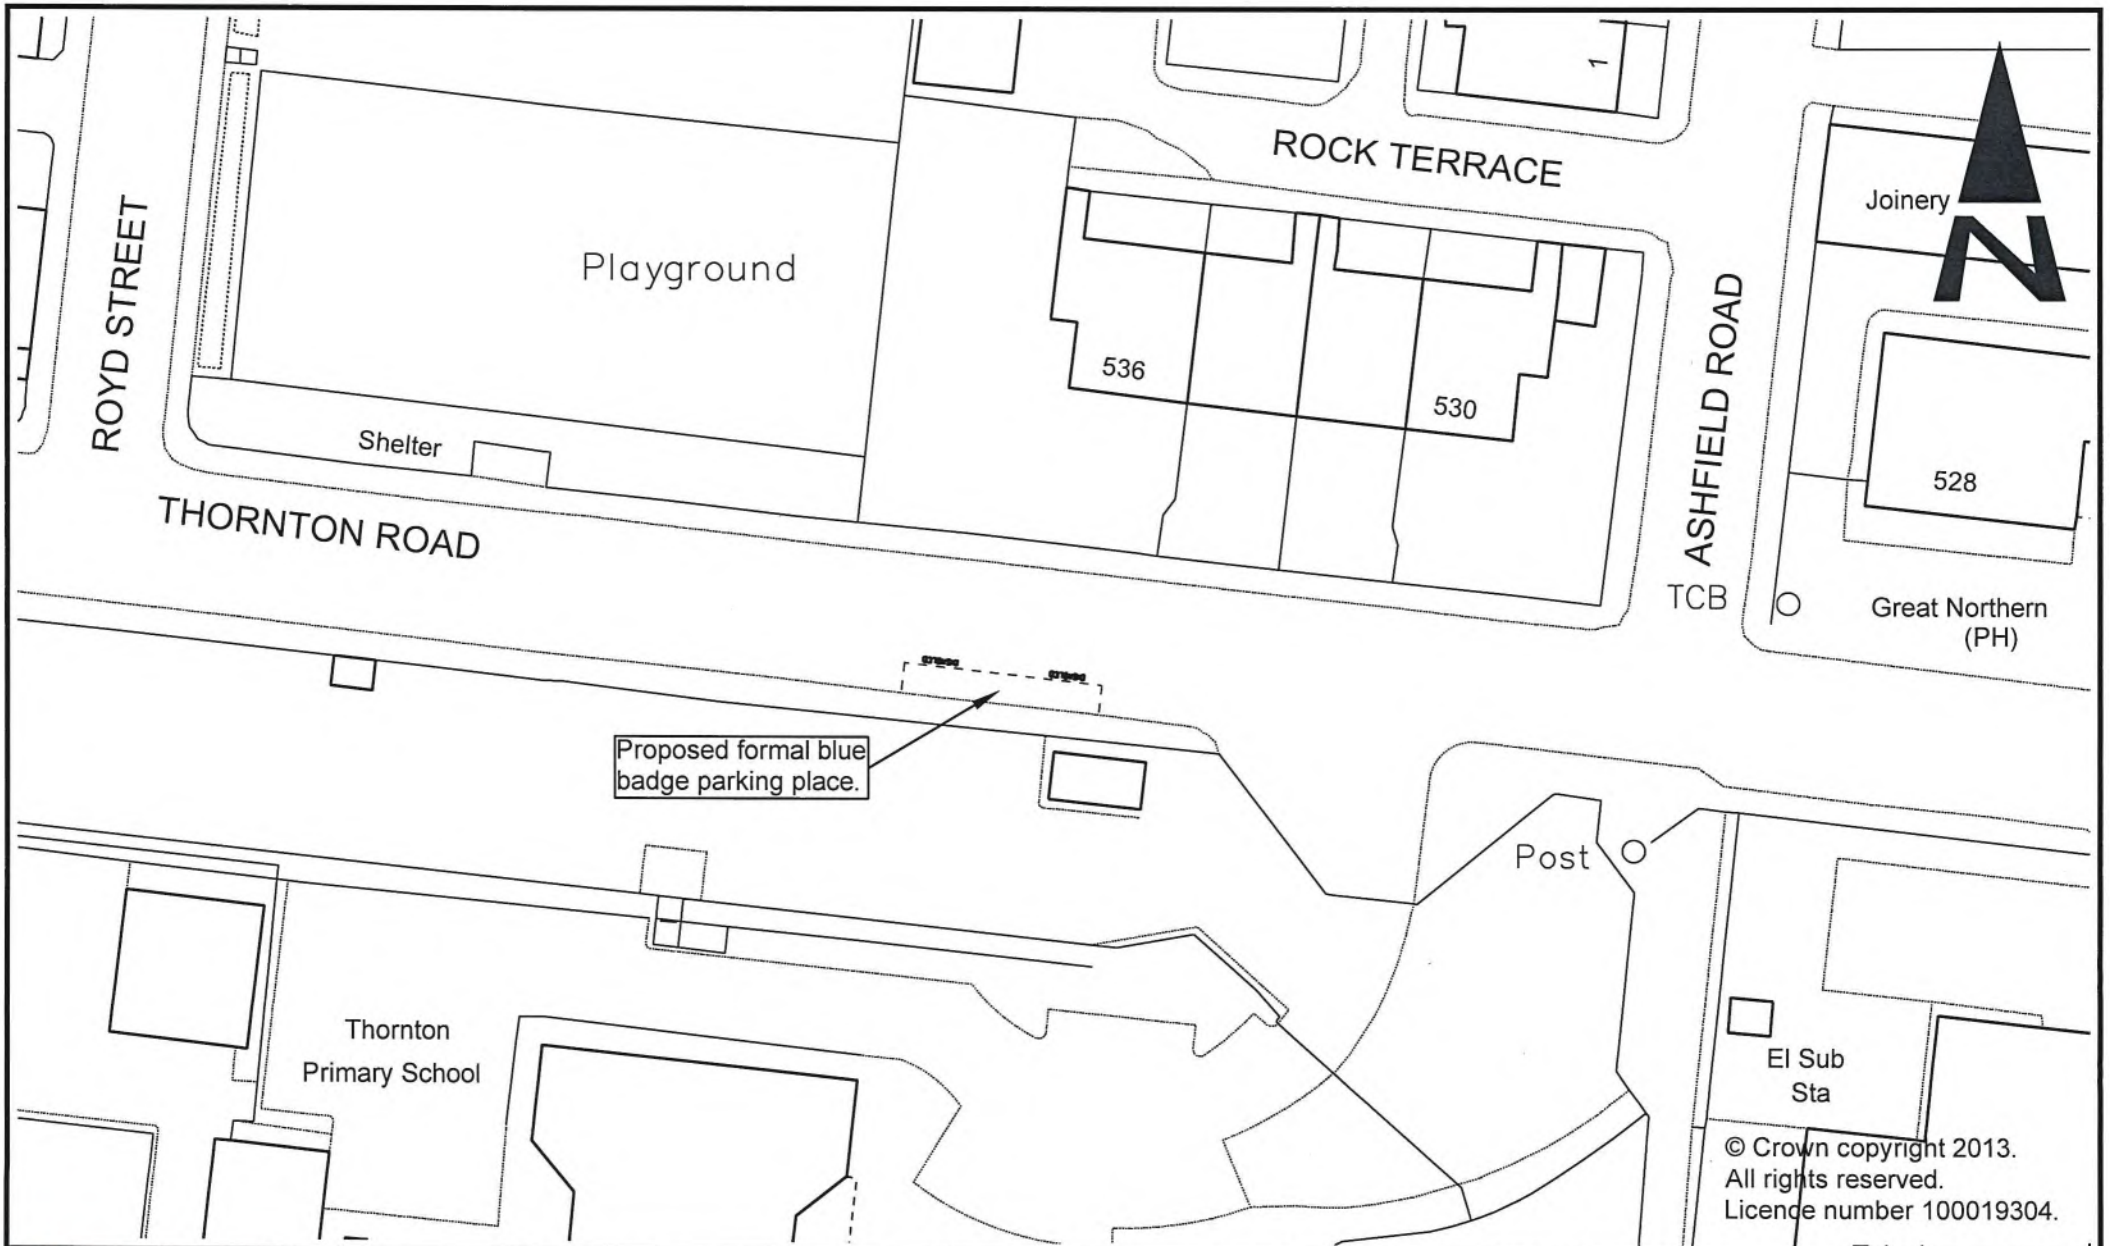 1
ROCK TERRACE
Joinery
N
Playground
ROYD STREET
536
530
ASHFIELD ROAD
528
Shelter
THORNTON ROAD
TCB
Great Northern
(PH)
DISABLED
DISABLED
Proposed formal blue
badge parking place.
Post
Thornton
Primary School
El Sub
Sta
© Crown copyright 2013.
All rights reserved.
Licence number 100019304.